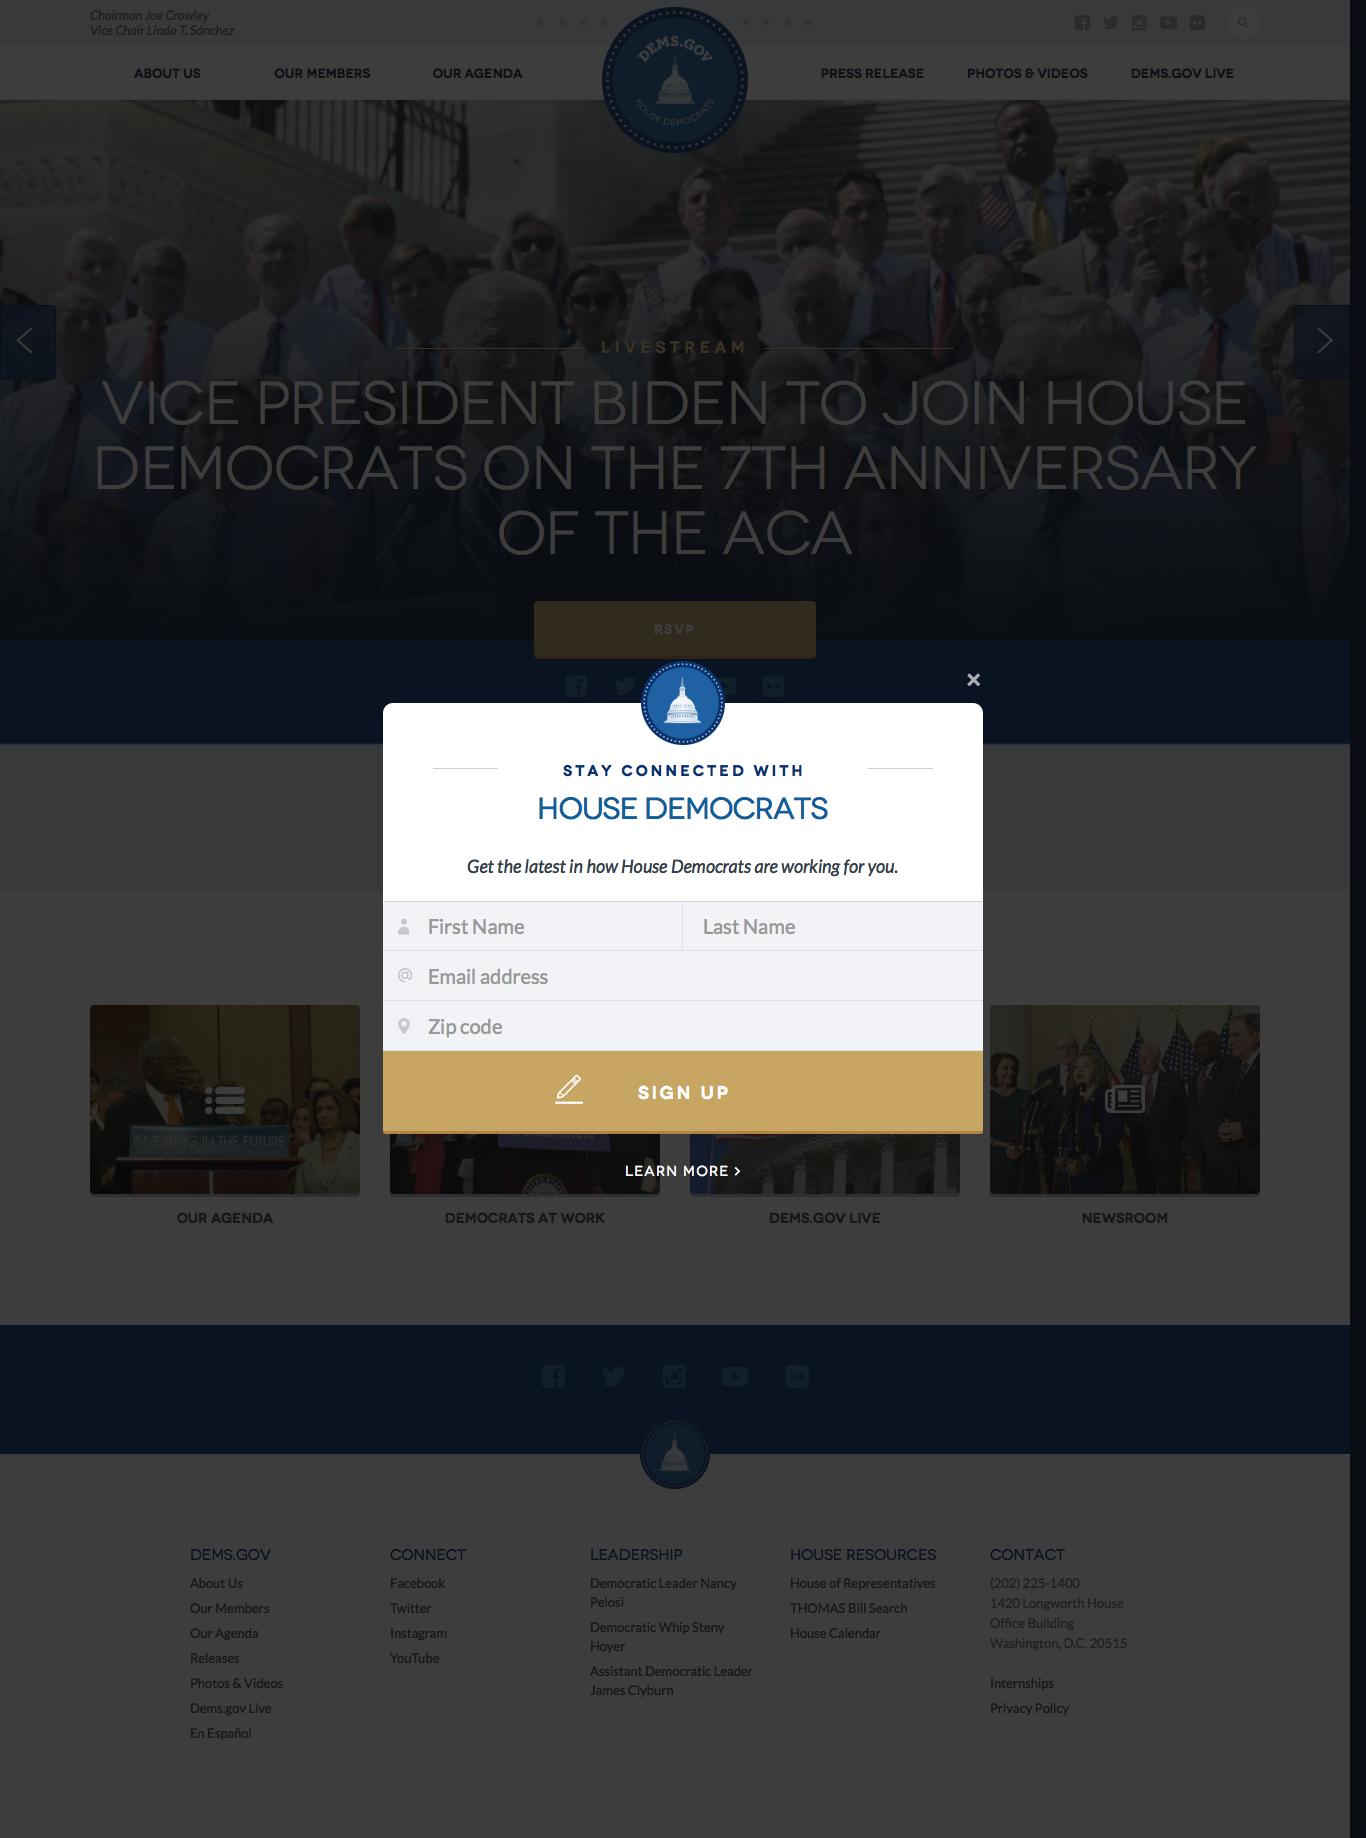 Chairman Joe Crowley
Vice Chair Linda T. Sánchez
ABOUT US
OUR MEMBERS
OUR AGENDA
DEMS.GOV
HOUSE DEMOCRATS
PRESS RELEASE
PHOTOS & VIDEOS
DEMS.GOV LIVE
LIVESTREAM
VICE PRESIDENT BIDEN TO JOIN HOUSE
DEMOCRATS ON THE 7TH ANNIVERSARY
OF THE ACA
RSVP
×
STAY CONNECTED WITH
HOUSE DEMOCRATS
Get the latest in how House Democrats are working for you.
First Name
Last Name
Email address
Zip code
SIGN UP
LEARN MORE >
INVESTING IN THE FUTURE
OUR AGENDA
DEMOCRATS AT WORK
DEMS.GOV LIVE
NEWSROOM
DEMS.GOV
About Us
Our Members
Our Agenda
Releases
Photos & Videos
Dems.gov Live
En Español
CONNECT
Facebook
Twitter
Instagram
YouTube
LEADERSHIP
Democratic Leader Nancy
Pelosi
Democratic Whip Steny
Hoyer
Assistant Democratic Leader
James Clyburn
HOUSE RESOURCES
House of Representatives
THOMAS Bill Search
House Calendar
CONTACT
(202) 225-1400
1420 Longworth House
Office Building
Washington, D.C. 20515
Internships
Privacy Policy